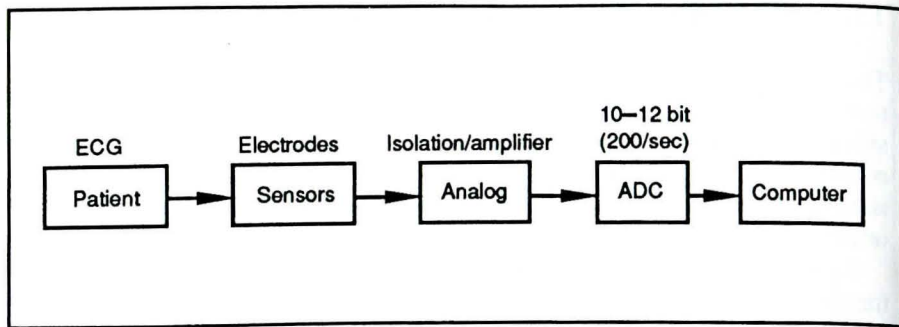 10–12 bit
ECG Electrodes Isolation/amplifier (200/sec)
Patient Sensors Analog ADC Computer